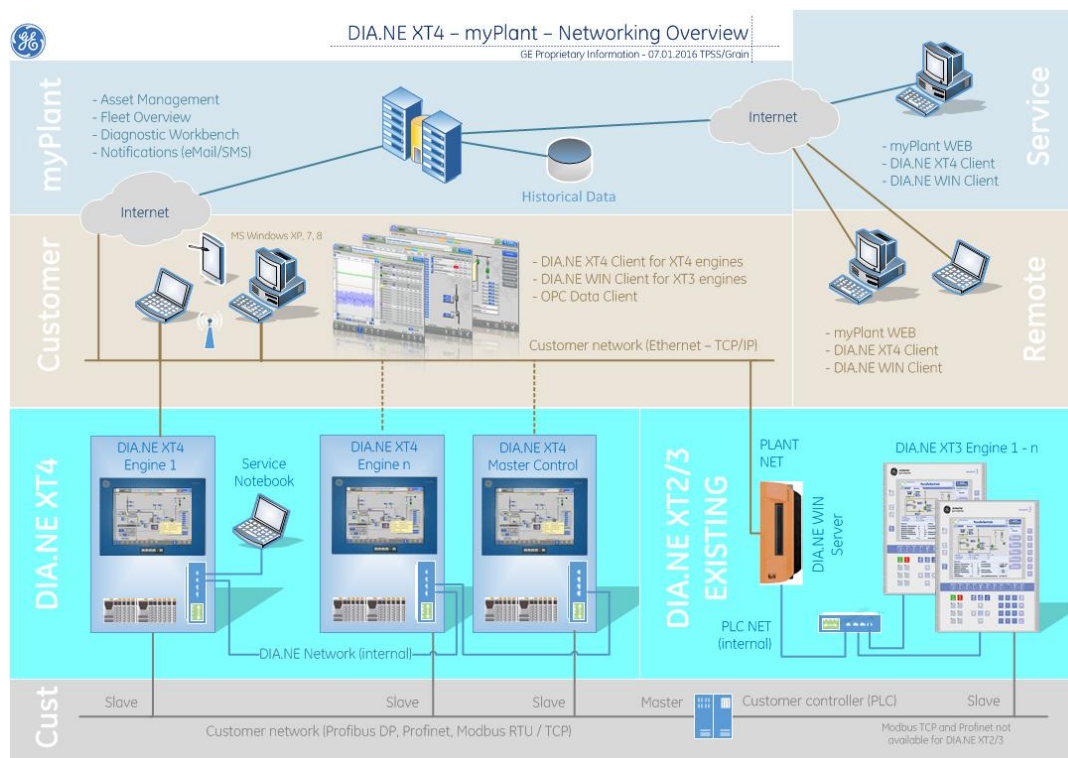 DIA.NE XT4 – myPlant – Networking Overview
GE Proprietary Information - 07.01.2016 TPSS/Grain
myPlant
- Asset Management
- Fleet Overview
- Diagnostic Workbench
- Notifications (eMail/SMS)
Historical Data
Internet
Internet
Service
- myPlant WEB
- DIA.NE XT4 Client
- DIA.NE WIN Client
Customer
MS Windows XP, 7, 8
- DIA.NE XT4 Client for XT4 engines
- DIA.NE WIN Client for XT3 engines
- OPC Data Client
Customer network (Ethernet – TCP/IP)
Remote
- myPlant WEB
- DIA.NE XT4 Client
- DIA.NE WIN Client
DIA.NE XT4
DIA.NE XT4
Engine 1
Service
Notebook
DIA.NE XT4
Engine n
DIA.NE XT4
Master Control
DIA.NE Network (internal)
DIA.NE XT2/3
EXISTING
PLANT
NET
DIA.NE WIN
Server
DIA.NE XT3 Engine 1 - n
PLC NET
(internal)
Cust
Slave
Slave
Slave
Master
Customer controller (PLC)
Slave
Customer network (Profibus DP, Profinet, Modbus RTU / TCP)
Modbus TCP and Profinet not
available for DIA.NE XT2/3